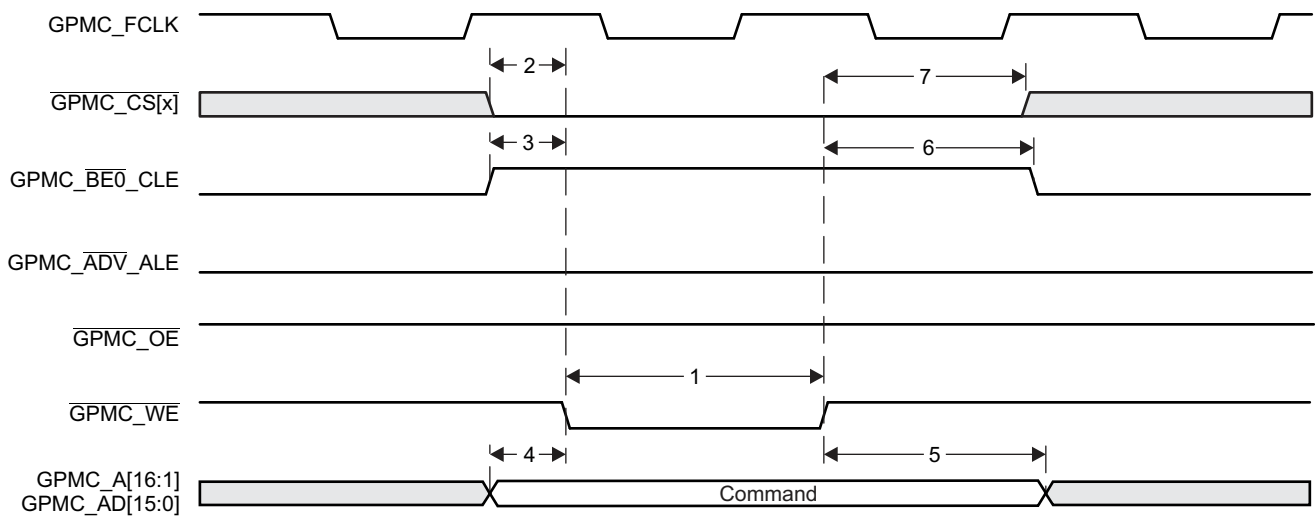 GPMC_FCLK
2
7
GPMC_CS[x]
3
6
GPMC_BE0_CLE
GPMC_ADV_ALE
GPMC_OE
1
GPMC_WE
4
5
GPMC_A[16:1]
GPMC_AD[15:0]
Command